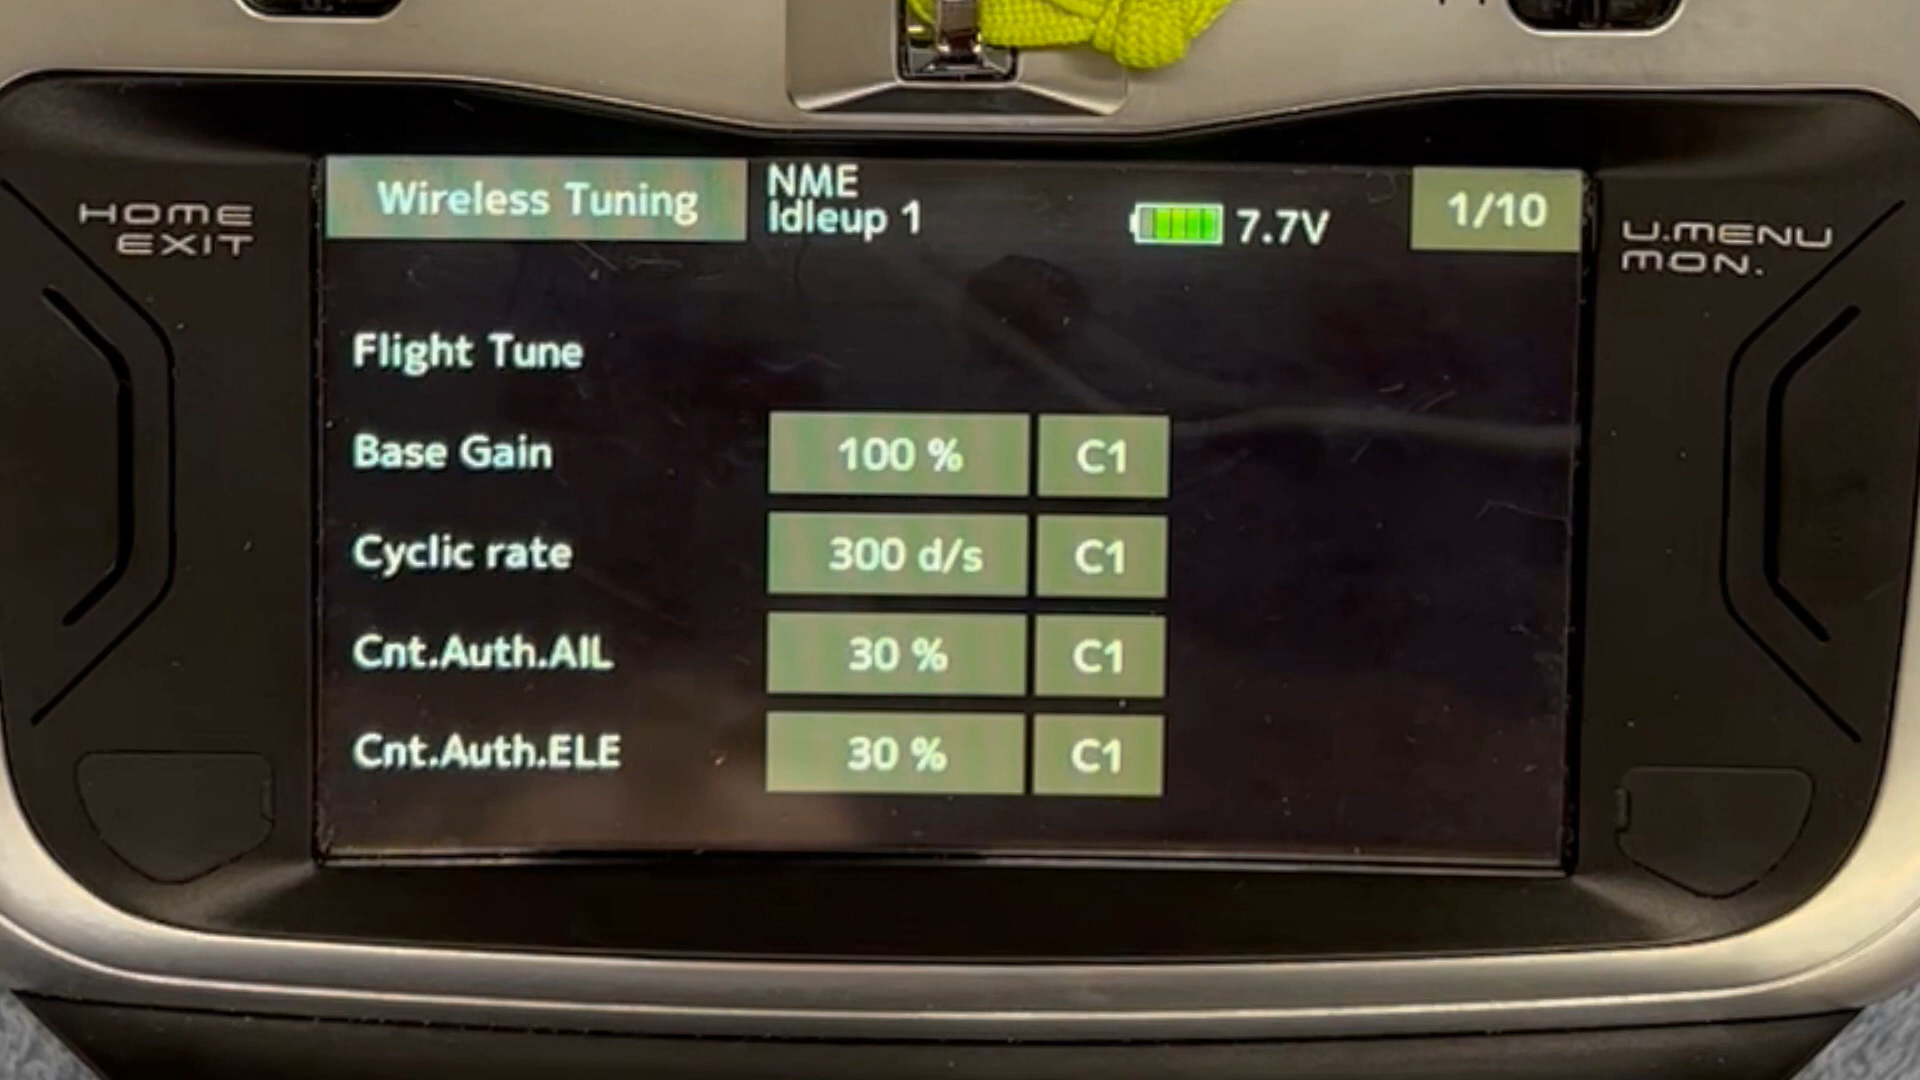 HOME
EXIT
Wireless Tuning
NME
Idleup 1
7.7V
1/10
U.MENU
MON.
Flight Tune
Base Gain 100 % C1
Cyclic rate 300 d/s C1
Cnt.Auth.AIL 30 % C1
Cnt.Auth.ELE 30 % C1